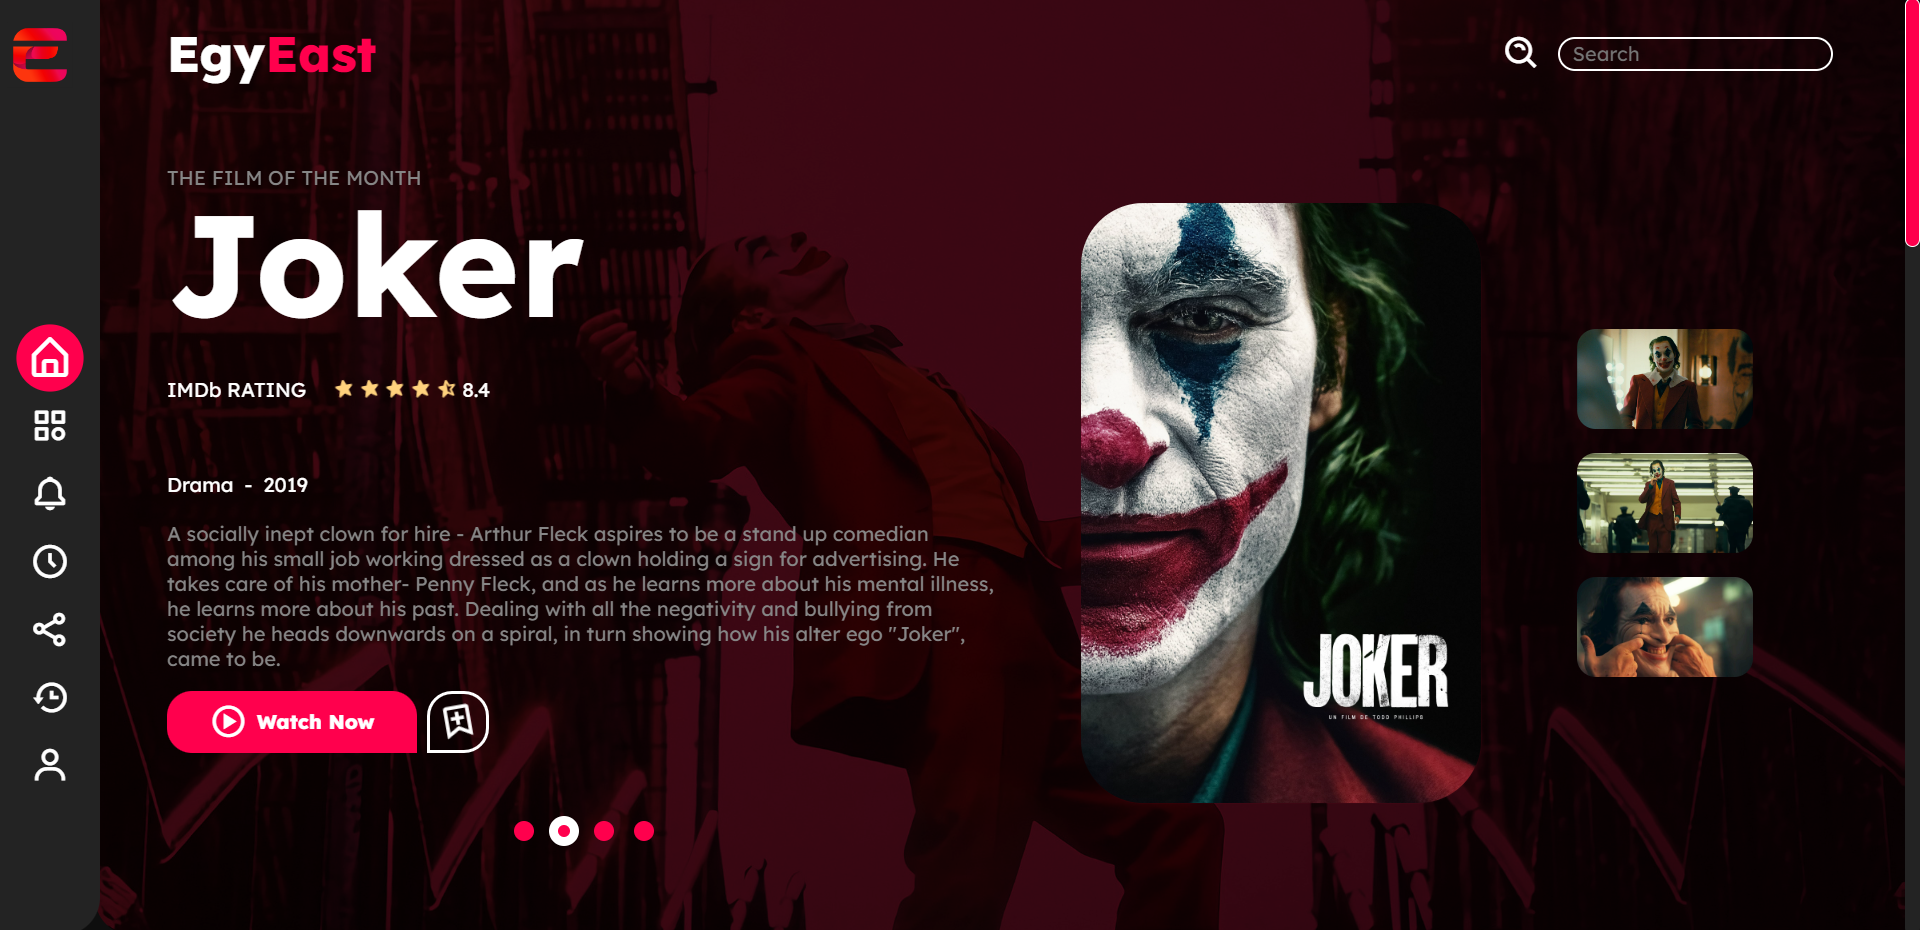 EgyEast
Search
THE FILM OF THE MONTH
Joker
IMDb RATING 8.4
Drama - 2019
A socially inept clown for hire - Arthur Fleck aspires to be a stand up comedian
among his small job working dressed as a clown holding a sign for advertising. He
takes care of his mother- Penny Fleck, and as he learns more about his mental illness,
he learns more about his past. Dealing with all the negativity and bullying from
society he heads downwards on a spiral, in turn showing how his alter ego "Joker",
came to be.
Watch Now
JOKER
UN FILM DE TODD PHILLIPS